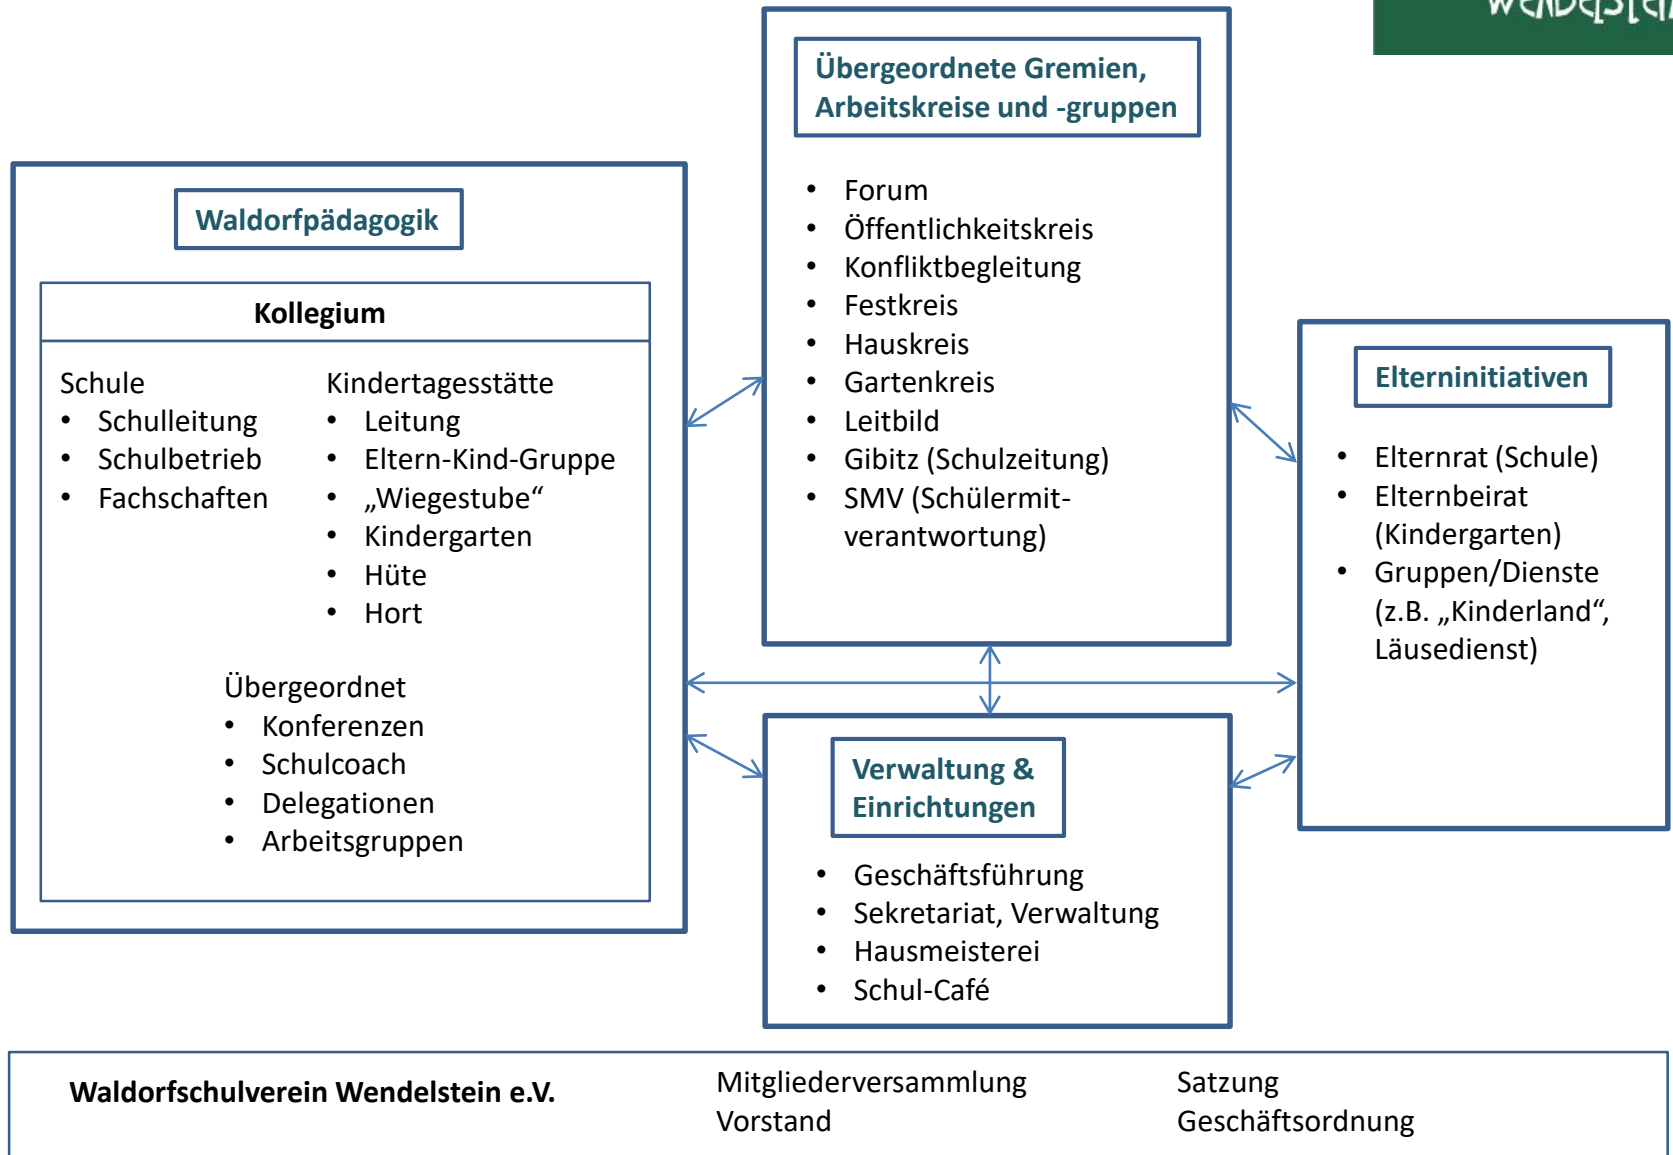 Übergeordnete Gremien,
Arbeitskreise und -gruppen
• Forum
• Öffentlichkeitskreis
• Konfliktbegleitung
• Festkreis
• Hauskreis
• Gartenkreis
• Leitbild
• Gibitz (Schulzeitung)
• SMV (Schülermit-
verantwortung)
Waldorfpädagogik
Kollegium
Schule
• Schulleitung
• Schulbetrieb
• Fachschaften
Kindertagesstätte
• Leitung
• Eltern-Kind-Gruppe
• „Wiegestube“
• Kindergarten
• Hüte
• Hort
Übergeordnet
• Konferenzen
• Schulcoach
• Delegationen
• Arbeitsgruppen
Elterninitiativen
• Elternrat (Schule)
• Elternbeirat
(Kindergarten)
• Gruppen/Dienste
(z.B. „Kinderland“,
Läusedienst)
Verwaltung &
Einrichtungen
• Geschäftsführung
• Sekretariat, Verwaltung
• Hausmeisterei
• Schul-Café
Waldorfschulverein Wendelstein e.V.
Mitgliederversammlung
Vorstand
Satzung
Geschäftsordnung